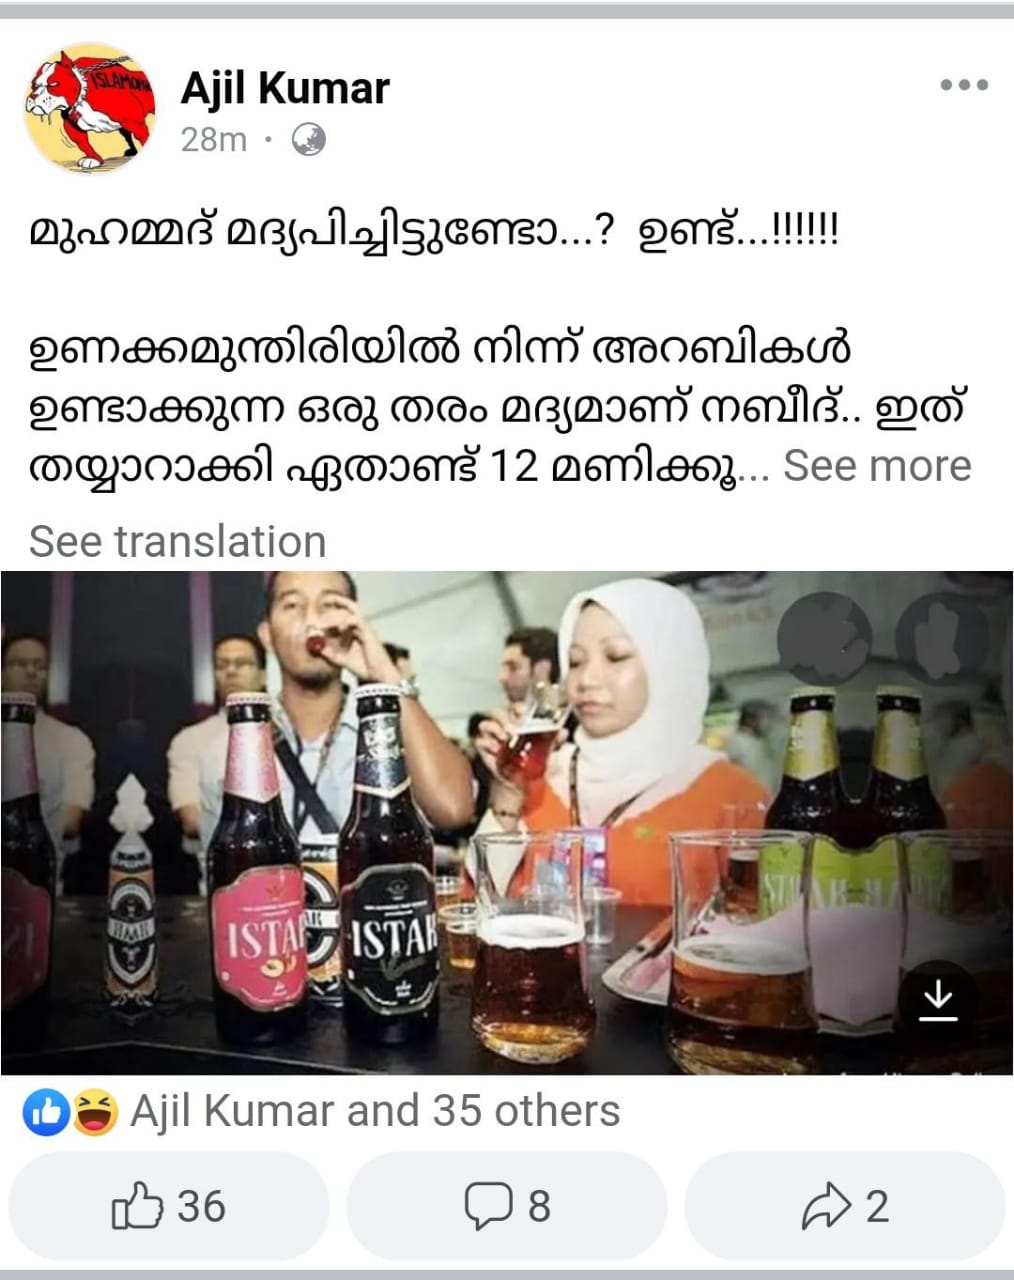 Ajil Kumar
28m ·
മുഹമ്മദ് മദ്യപിച്ചിട്ടുണ്ടോ...? ഉണ്ട്...!!!!!!
ഉണക്കമുന്തിരിയിൽ നിന്ന് അറബികൾ
ഉണ്ടാക്കുന്ന ഒരു തരം മദ്യമാണ് നബീദ്.. ഇത്
തയ്യാറാക്കി ഏതാണ്ട് 12 മണിക്കൂ... See more
See translation
ISTAK
Ajil Kumar and 35 others
36
8
2